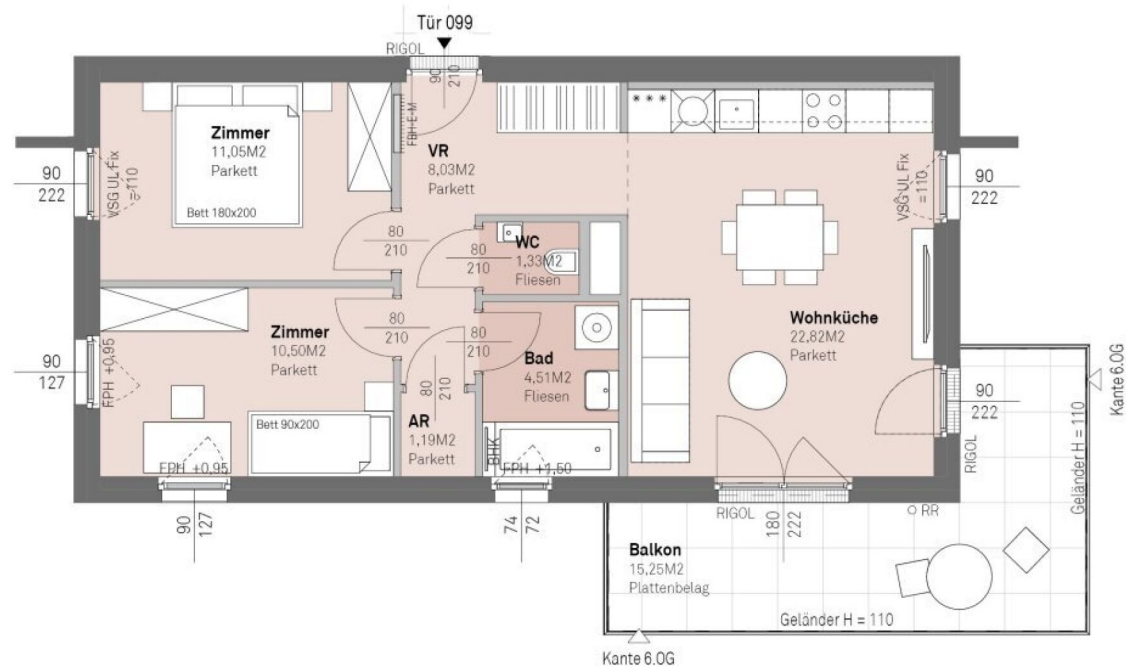 Tür 099
RIGOL
90
210
FBH-E-M
Zimmer
11,05M2
Parkett
Bett 180x200
VSG UL Fix
=110
90
222
VR
8,03M2
Parkett
VSG UL Fix
=110
90
222
80
210
80
210
WC
1,33M2
Fliesen
Zimmer
10,50M2
Parkett
80
210
80
210
80
210
Bad
4,51M2
Fliesen
Wohnküche
22,82M2
Parkett
90
127
FPH +0,95
Bett 90x200
AR
1,19M2
Parkett
BHK
FPH +0,95
FPH +1,50
90
222
RIGOL
Kante 6.OG
Geländer H = 110
90
127
74
72
RIGOL
180
222
RR
Balkon
15,25M2
Plattenbelag
Geländer H = 110
Kante 6.OG